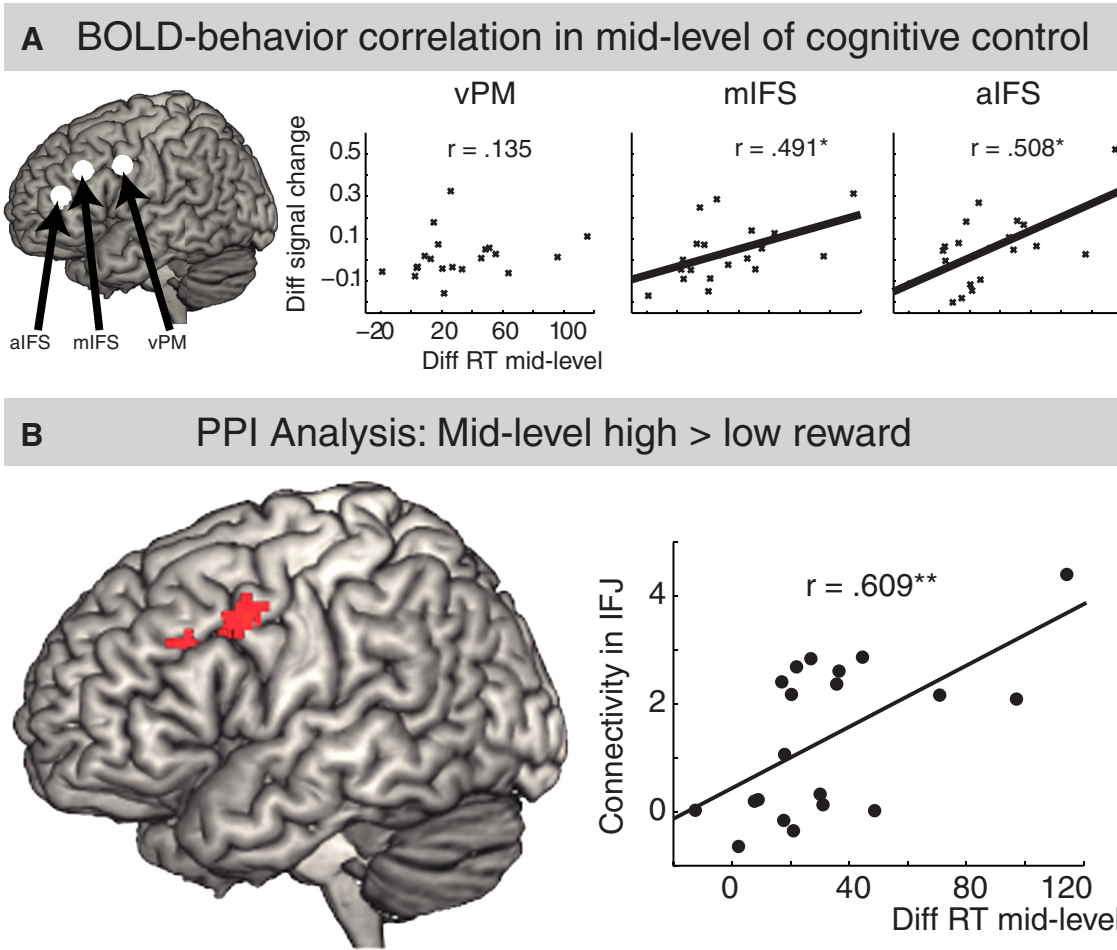 A BOLD-behavior correlation in mid-level of cognitive control
vPM mIFS aIFS
Diff signal change
0.5
0.3
0.1
−0.1
r = .135
r = .491*
r = .508*
−20 20 60 100
Diff RT mid-level
aIFS mIFS vPM
B PPI Analysis: Mid-level high > low reward
Connectivity in IFJ
4
2
0
r = .609**
0 40 80 120
Diff RT mid-level